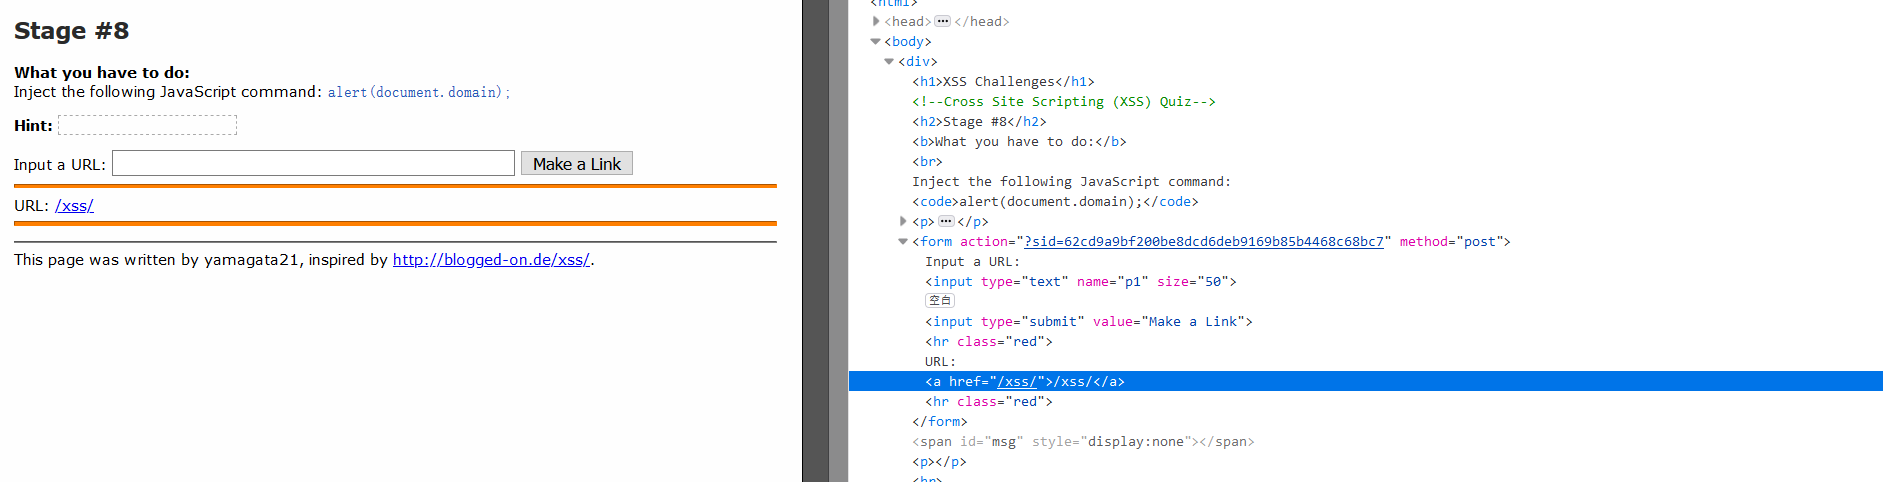 Stage #8
What you have to do:
Inject the following JavaScript command: alert(document.domain);
Hint:
Input a URL: Make a Link
URL: /xss/
This page was written by yamagata21, inspired by http://blogged-on.de/xss/.
<html>
<head> ••• </head>
<body>
<div>
<h1>XSS Challenges</h1>
<!--Cross Site Scripting (XSS) Quiz-->
<h2>Stage #8</h2>
<b>What you have to do:</b>
<br>
Inject the following JavaScript command:
<code>alert(document.domain);</code>
<p> ••• </p>
<form action="?sid=62cd9a9bf200be8dcd6deb9169b85b4468c68bc7" method="post">
Input a URL:
<input type="text" name="p1" size="50">
空白
<input type="submit" value="Make a Link">
<hr class="red">
URL:
<a href="/xss/">/xss/</a>
<hr class="red">
</form>
<span id="msg" style="display:none"></span>
<p></p>
<hr>